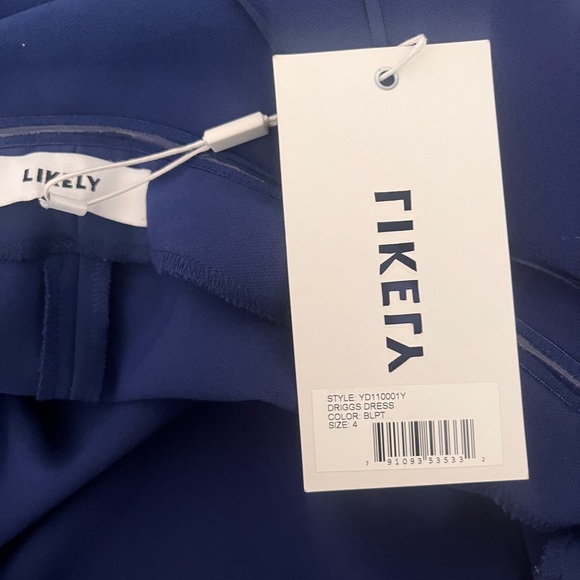 LIKELY
LIKELY
STYLE: YD110001Y
DRIGGS DRESS
COLOR: BLPT
SIZE: 4
7 91093 53533 2